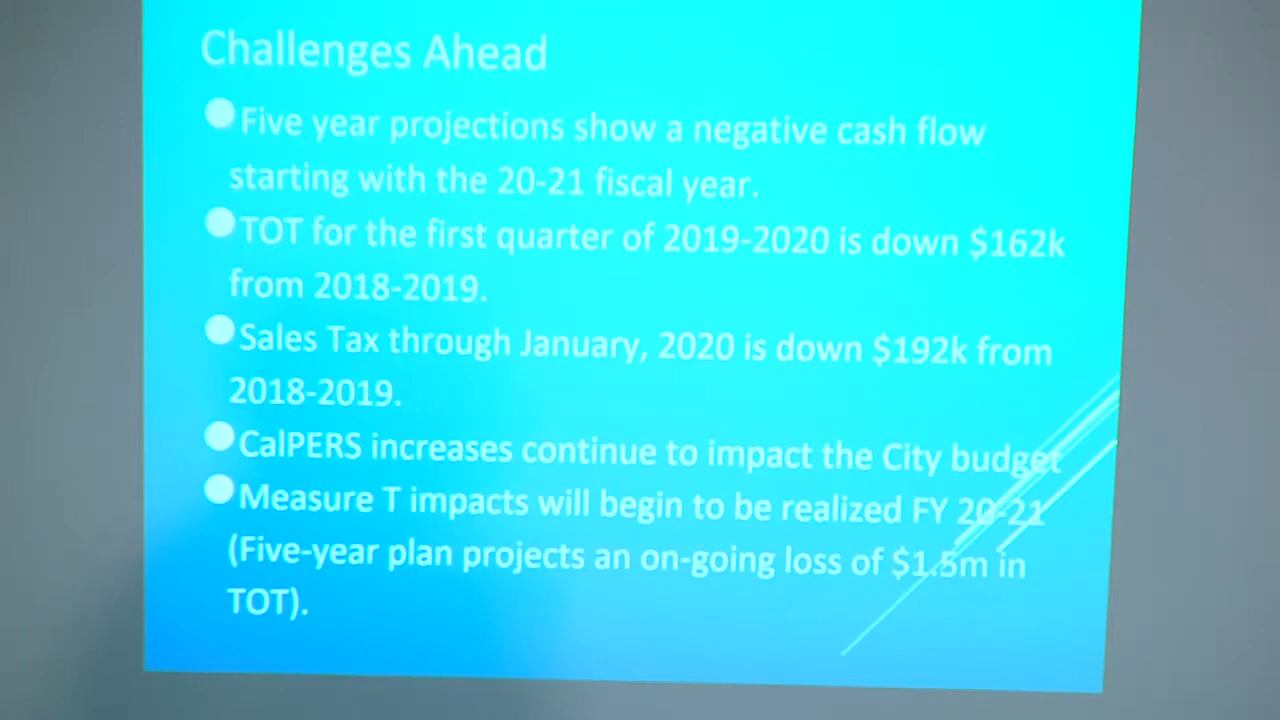 Challenges Ahead
Five year projections show a negative cash flow
starting with the 20-21 fiscal year.
TOT for the first quarter of 2019-2020 is down $162k
from 2018-2019.
Sales Tax through January, 2020 is down $192k from
2018-2019.
CalPERS increases continue to impact the City budget
Measure T impacts will begin to be realized FY 20-21
(Five-year plan projects an on-going loss of $1.5m in
TOT).